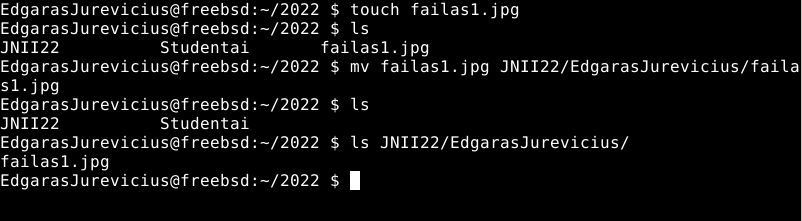 EdgarasJurevicius@freebsd:~/2022 $ touch failas1.jpg
EdgarasJurevicius@freebsd:~/2022 $ ls
JNII22          Studentai       failas1.jpg
EdgarasJurevicius@freebsd:~/2022 $ mv failas1.jpg JNII22/EdgarasJurevicius/faila
s1.jpg
EdgarasJurevicius@freebsd:~/2022 $ ls
JNII22          Studentai
EdgarasJurevicius@freebsd:~/2022 $ ls JNII22/EdgarasJurevicius/
failas1.jpg
EdgarasJurevicius@freebsd:~/2022 $